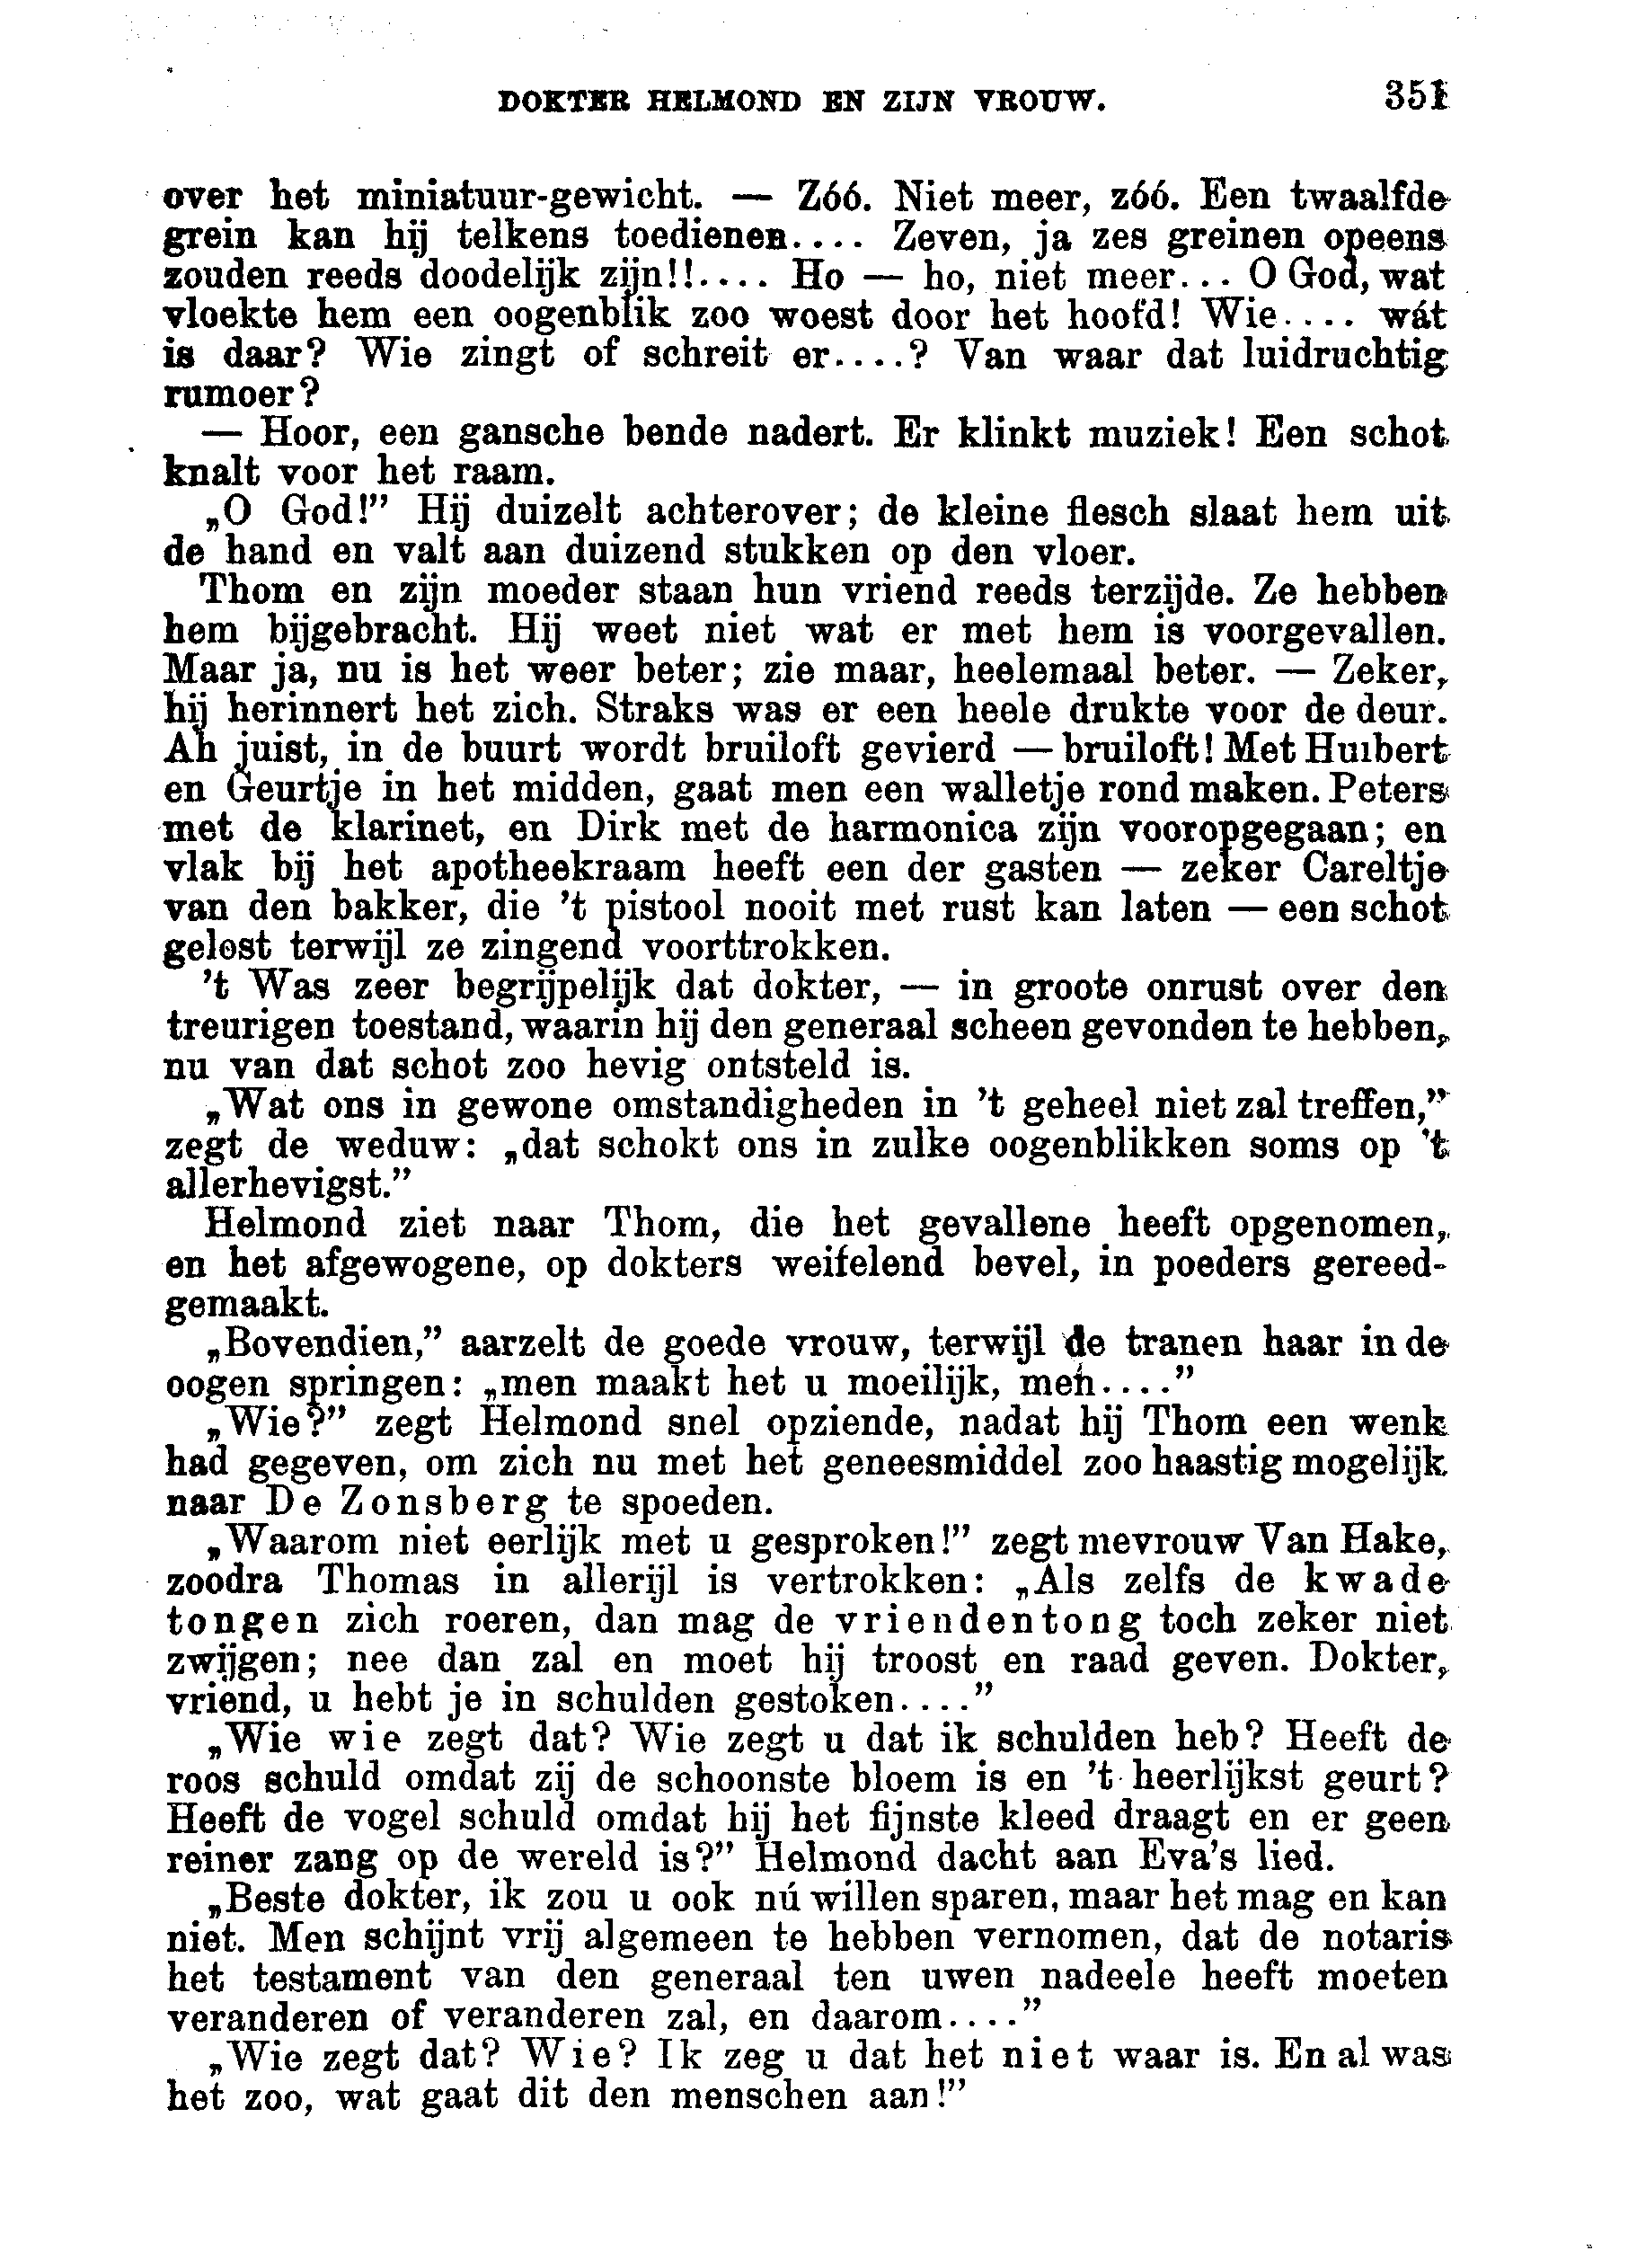 DOKTER HELMOND EN ZIJN VROUW. 351
over het miniatuur-gewicht. — Zóó. Niet meer, zóó. Een twaalfde
grein kan hij telkens toedienen.... Zeven, ja zes greinen opeens
zouden reeds doodelijk zijn!!.... Ho — ho, niet meer... O God, wat
vloekte hem een oogenblik zoo woest door het hoofd! Wie.... wát
is daar? Wie zingt of schreit er....? Van waar dat luidruchtig
rumoer?
— Hoor, een gansche bende nadert. Er klinkt muziek! Een schot
knalt voor het raam.
„O God!” Hij duizelt achterover; de kleine flesch slaat hem uit
de hand en valt aan duizend stukken op den vloer.
Thom en zijn moeder staan hun vriend reeds terzijde. Ze hebben
hem bijgebracht. Hij weet niet wat er met hem is voorgevallen.
Maar ja, nu is het weer beter; zie maar, heelemaal beter. — Zeker,
hij herinnert het zich. Straks was er een heele drukte voor de deur.
Ah juist, in de buurt wordt bruiloft gevierd — bruiloft! Met Huibert
en Geurtje in het midden, gaat men een walletje rond maken. Peters
met de klarinet, en Dirk met de harmonica zijn vooropgegaan; en
vlak bij het apotheekraam heeft een der gasten — zeker Careltje
van den bakker, die 't pistool nooit met rust kan laten — een schot
gelost terwijl ze zingend voorttrokken.
't Was zeer begrijpelijk dat dokter, — in groote onrust over den
treurigen toestand, waarin hij den generaal scheen gevonden te hebben,
nu van dat schot zoo hevig ontsteld is.
„Wat ons in gewone omstandigheden in 't geheel niet zal treffen,”
zegt de weduw: „dat schokt ons in zulke oogenblikken soms op 't
allerhevigst.”
Helmond ziet naar Thom, die het gevallene heeft opgenomen,
en het afgewogene, op dokters weifelend bevel, in poeders gereed-
gemaakt.
„Bovendien,” aarzelt de goede vrouw, terwijl de tranen haar in de
oogen springen: „men maakt het u moeilijk, men....”
„Wie?” zegt Helmond snel opziende, nadat hij Thom een wenk
had gegeven, om zich nu met het geneesmiddel zoo haastig mogelijk
naar De Zonsberg te spoeden.
„Waarom niet eerlijk met u gesproken!” zegt mevrouw Van Hake,
zoodra Thomas in allerijl is vertrokken: „Als zelfs de kwade
tongen zich roeren, dan mag de vriendentong toch zeker niet
zwijgen; nee dan zal en moet hij troost en raad geven. Dokter,
vriend, u hebt je in schulden gestoken....”
„Wie wie zegt dat? Wie zegt u dat ik schulden heb? Heeft de
roos schuld omdat zij de schoonste bloem is en 't heerlijkst geurt?
Heeft de vogel schuld omdat hij het fijnste kleed draagt en er geen
reiner zang op de wereld is?” Helmond dacht aan Eva's lied.
„Beste dokter, ik zou u ook nú willen sparen, maar het mag en kan
niet. Men schijnt vrij algemeen te hebben vernomen, dat de notaris
het testament van den generaal ten uwen nadeele heeft moeten
veranderen of veranderen zal, en daarom....”
„Wie zegt dat? Wie? Ik zeg u dat het niet waar is. En al was
het zoo, wat gaat dit den menschen aan!”